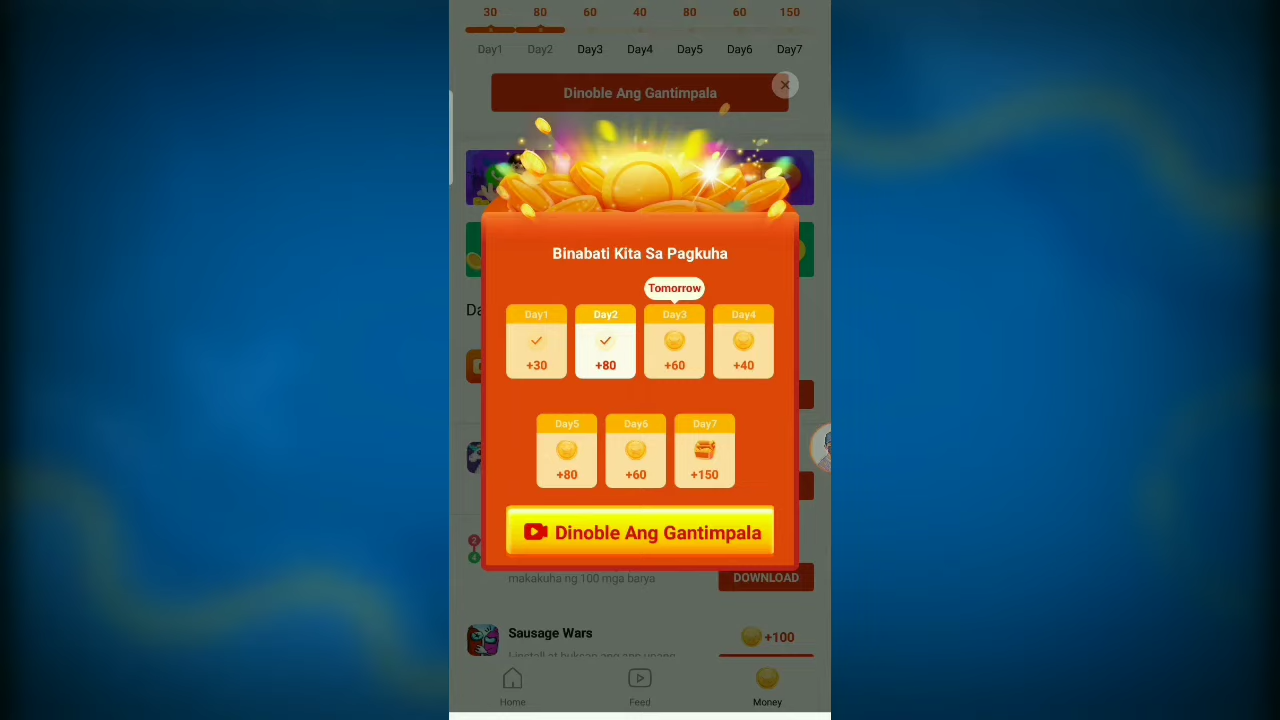 30 80 60 40 80 60 150
Day1 Day2 Day3 Day4 Day5 Day6 Day7
Dinoble Ang Gantimpala
Binabati Kita Sa Pagkuha
Tomorrow
Day1 Day2 Day3 Day4
+30 +80 +60 +40
Da
Day5 Day6 Day7
+80 +60 +150
Dinoble Ang Gantimpala
makakuha ng 100 mga barya
DOWNLOAD
Sausage Wars
+100
Home Feed Money